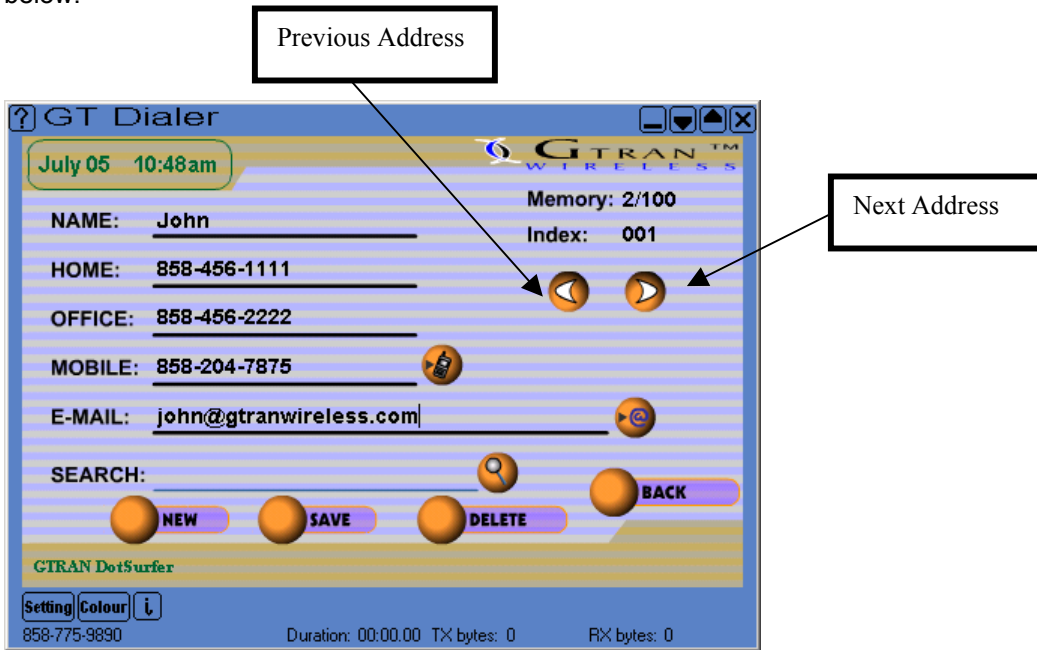 below:
Previous Address
? GT Dialer
July 05 10:48am
GTRAN™
WIRELESS
Memory: 2/100
Next Address
NAME: John
Index: 001
HOME: 858-456-1111
OFFICE: 858-456-2222
MOBILE: 858-204-7875
E-MAIL: john@gtranwireless.com
@
SEARCH:
BACK
NEW SAVE DELETE
GTRAN DotSurfer
Setting Colour i
858-775-9890 Duration: 00:00.00 TX bytes: 0 RX bytes: 0